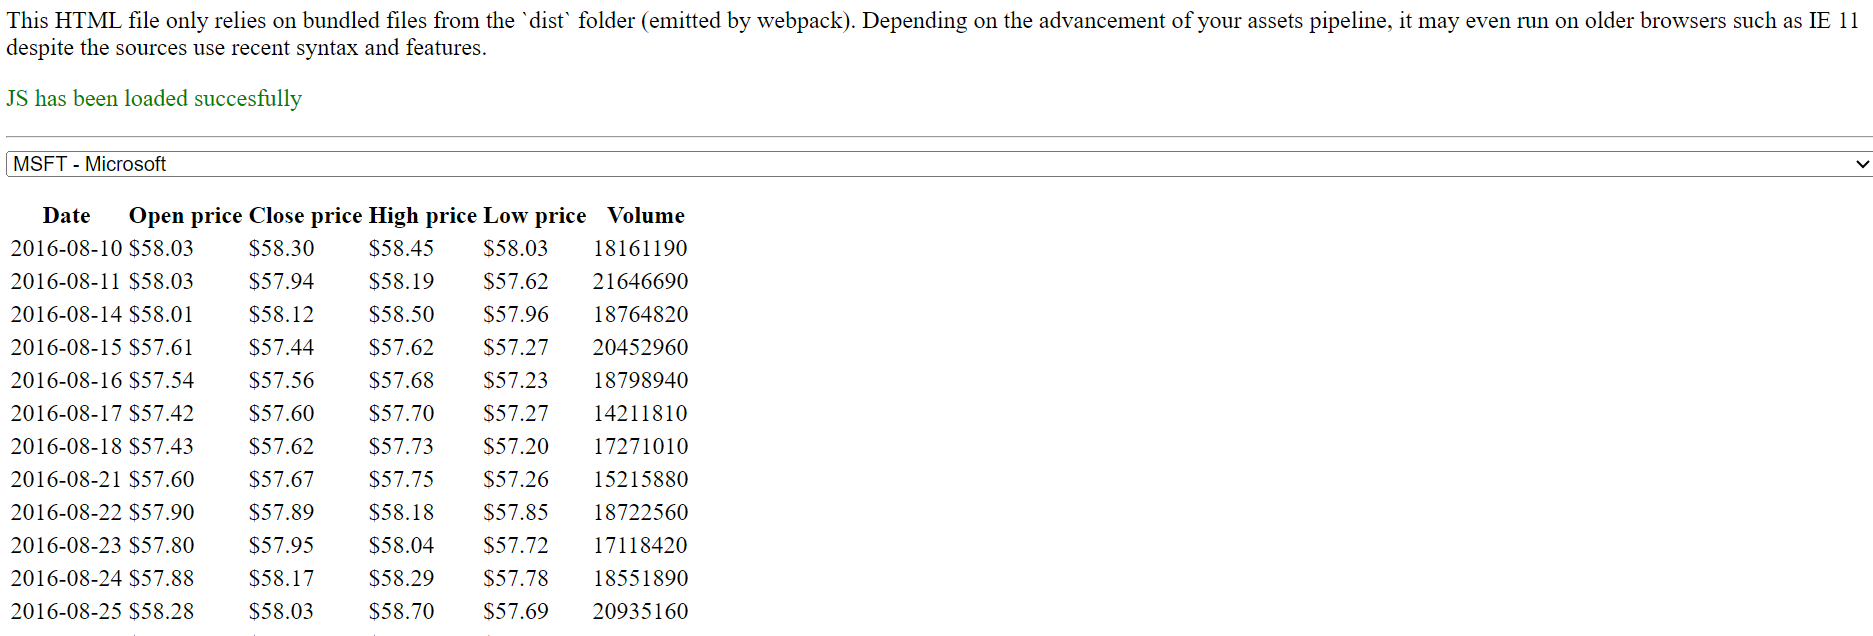 This HTML file only relies on bundled files from the `dist` folder (emitted by webpack). Depending on the advancement of your assets pipeline, it may even run on older browsers such as IE 11
despite the sources use recent syntax and features.
JS has been loaded succesfully
MSFT - Microsoft
Date Open price Close price High price Low price Volume
2016-08-10 $58.03 $58.30 $58.45 $58.03 18161190
2016-08-11 $58.03 $57.94 $58.19 $57.62 21646690
2016-08-14 $58.01 $58.12 $58.50 $57.96 18764820
2016-08-15 $57.61 $57.44 $57.62 $57.27 20452960
2016-08-16 $57.54 $57.56 $57.68 $57.23 18798940
2016-08-17 $57.42 $57.60 $57.70 $57.27 14211810
2016-08-18 $57.43 $57.62 $57.73 $57.20 17271010
2016-08-21 $57.60 $57.67 $57.75 $57.26 15215880
2016-08-22 $57.90 $57.89 $58.18 $57.85 18722560
2016-08-23 $57.80 $57.95 $58.04 $57.72 17118420
2016-08-24 $57.88 $58.17 $58.29 $57.78 18551890
2016-08-25 $58.28 $58.03 $58.70 $57.69 20935160